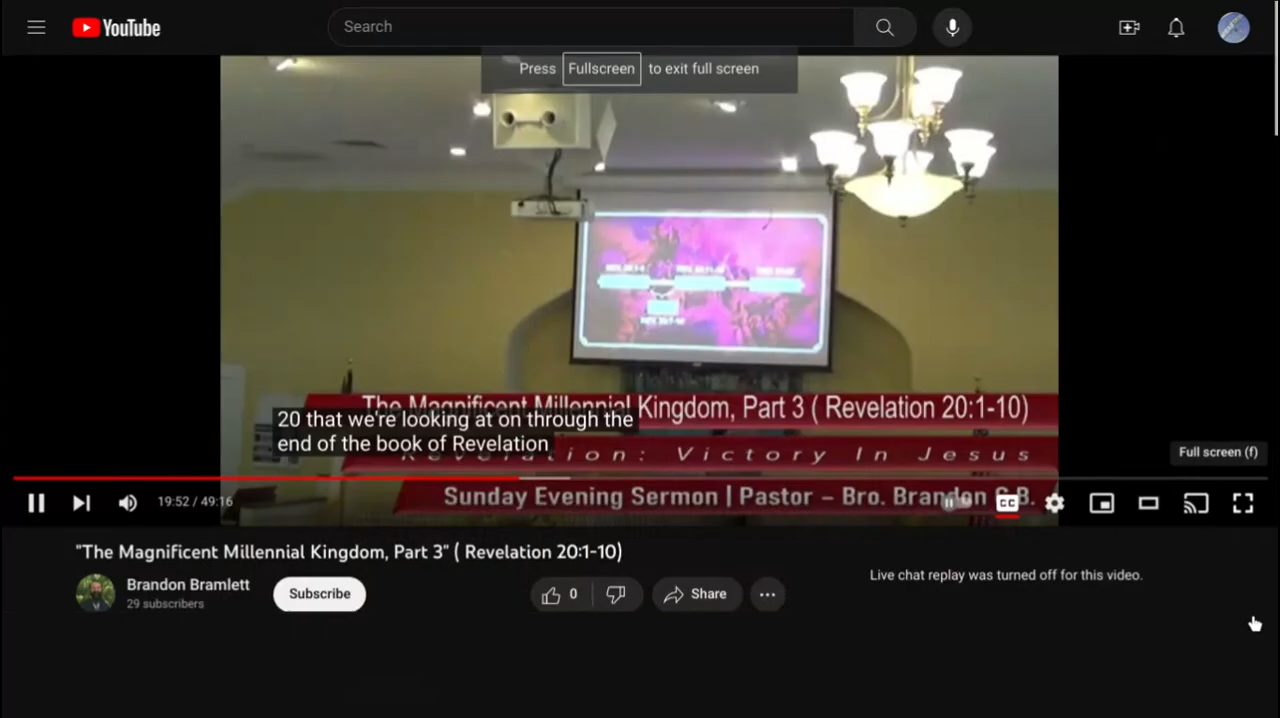 YouTube
Search
Press Fullscreen to exit full screen
The Magnificent Millennial Kingdom, Part 3 ( Revelation 20:1-10)
20 that we're looking at on through the
end of the book of Revelation
Revelation: Victory In Jesus
Full screen (f)
19:52 / 49:16
Sunday Evening Sermon | Pastor – Bro. Brandon G.B.
CC
"The Magnificent Millennial Kingdom, Part 3" ( Revelation 20:1-10)
Live chat replay was turned off for this video.
Brandon Bramlett
29 subscribers
Subscribe
0
Share